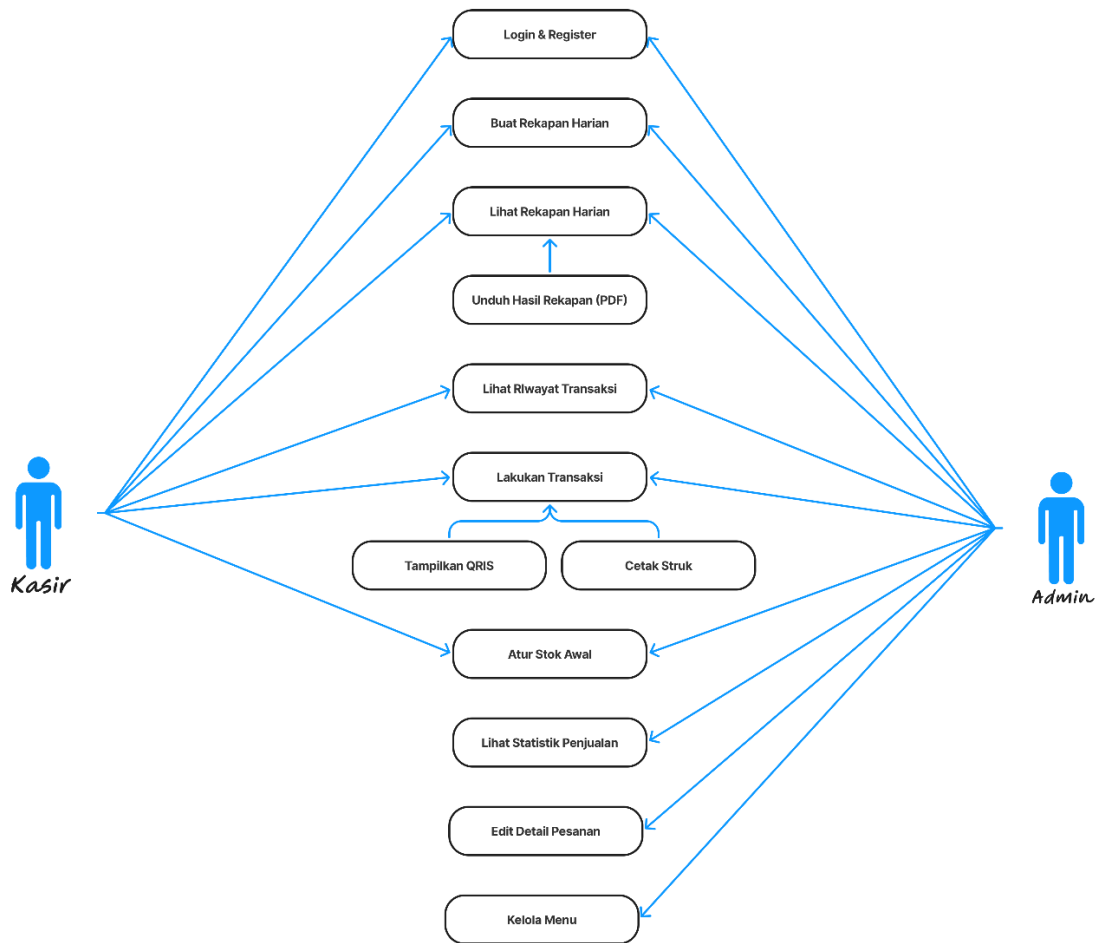 Login & Register
Buat Rekapan Harian
Lihat Rekapan Harian
Unduh Hasil Rekapan (PDF)
Lihat RIwayat Transaksi
Lakukan Transaksi
Tampilkan QRIS
Cetak Struk
Kasir
Admin
Atur Stok Awal
Lihat Statistik Penjualan
Edit Detail Pesanan
Kelola Menu